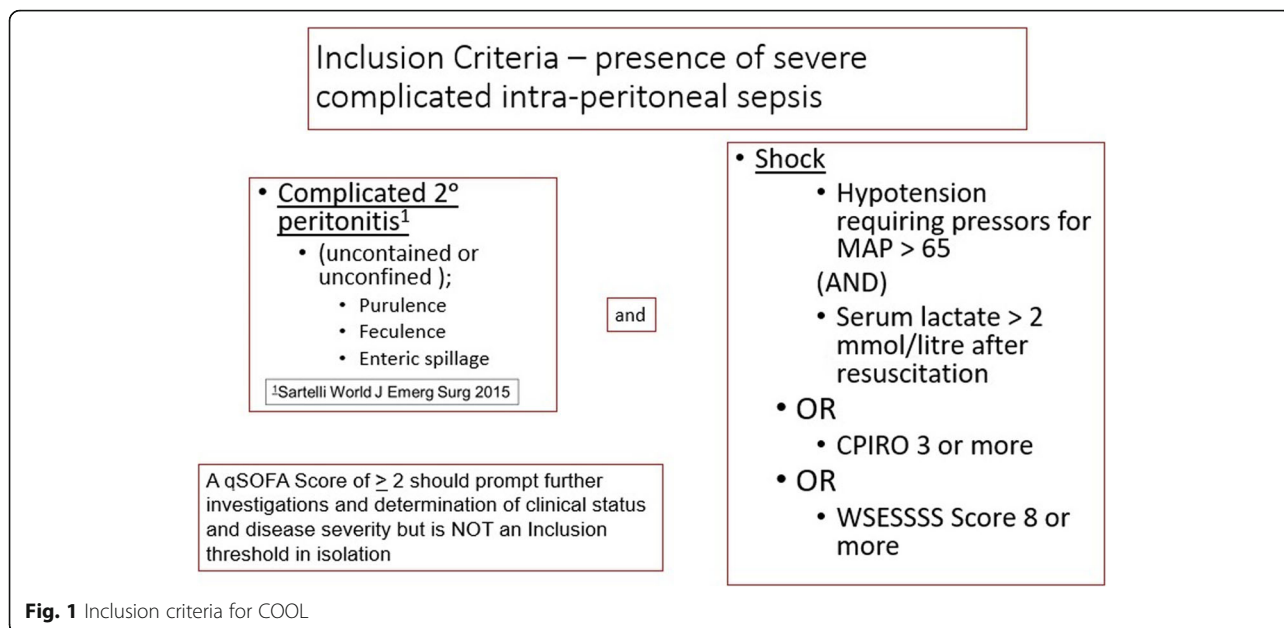 Inclusion Criteria – presence of severe
complicated intra-peritoneal sepsis
• Complicated 2°
peritonitis1
• (uncontained or
unconfined );
• Purulence
• Feculence
• Enteric spillage
1Sartelli World J Emerg Surg 2015
and
• Shock
• Hypotension
requiring pressors for
MAP > 65
(AND)
• Serum lactate > 2
mmol/litre after
resuscitation
• OR
• CPIRO 3 or more
• OR
• WSESSSS Score 8 or
more
A qSOFA Score of ≥ 2 should prompt further
investigations and determination of clinical status
and disease severity but is NOT an Inclusion
threshold in isolation
Fig. 1 Inclusion criteria for COOL